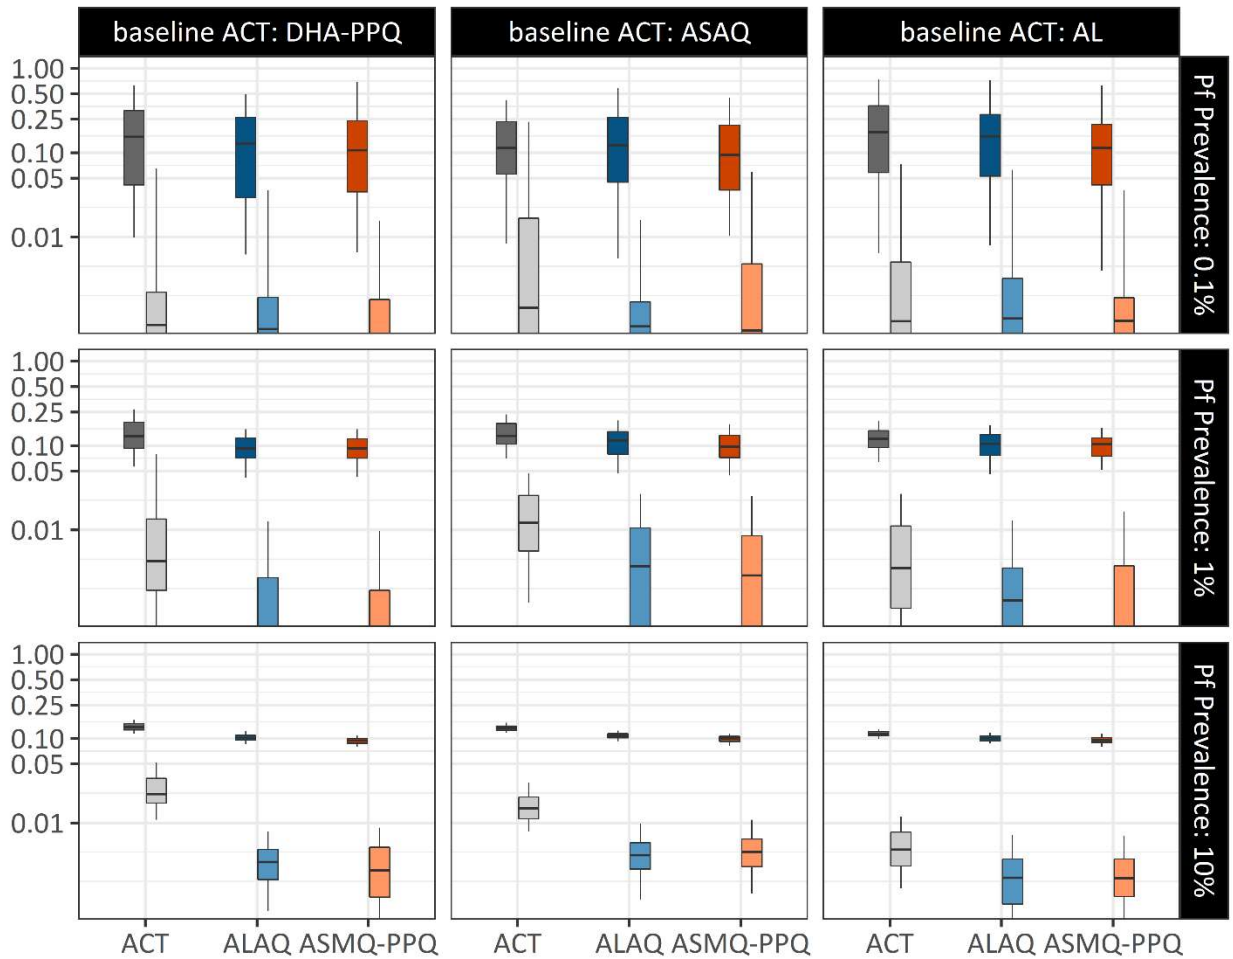 baseline ACT: DHA-PPQ
baseline ACT: ASAQ
baseline ACT: AL
1.00
0.50
0.25
0.10
0.05
0.01
Pf Prevalence: 0.1%
1.00
0.50
0.25
0.10
0.05
0.01
Pf Prevalence: 1%
1.00
0.50
0.25
0.10
0.05
0.01
Pf Prevalence: 10%
ACT
ALAQ
ASMQ-PPQ
ACT
ALAQ
ASMQ-PPQ
ACT
ALAQ
ASMQ-PPQ